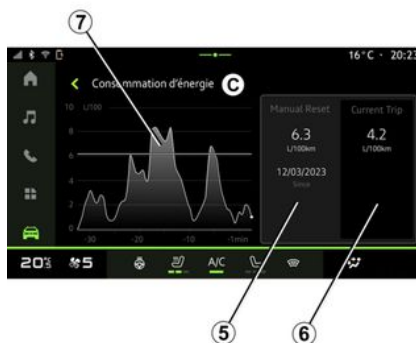 7
16°C · 20:23
Consommation d'énergie C
10 L/100
8
6
4
2
0
-30 -20 -10 -1min
Manual Reset
6.3
L/100km
12/03/2023
Since
Current Trip
4.2
L/100km
20.5 5 A/C
5 6